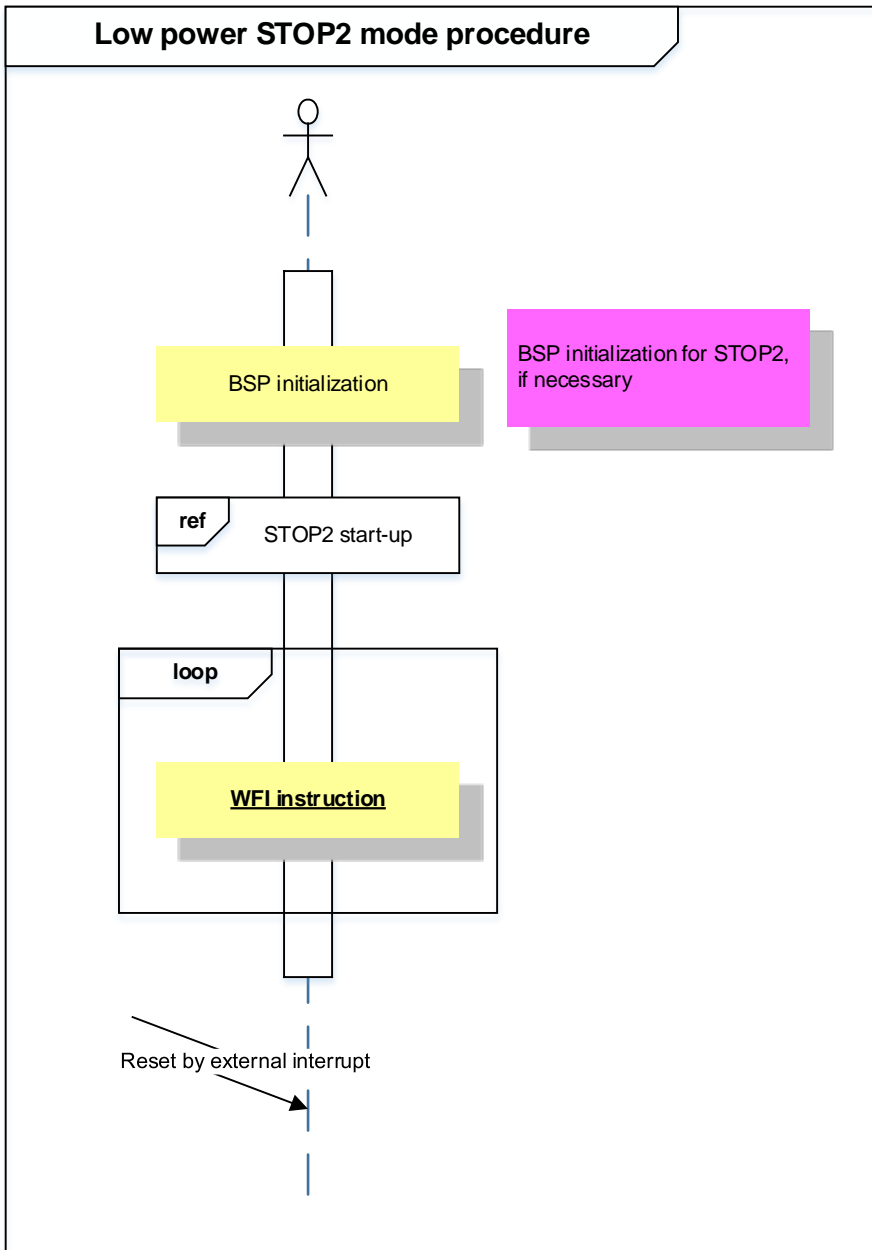 Low power STOP2 mode procedure
BSP initialization
BSP initialization for STOP2,
if necessary
ref
STOP2 start-up
loop
WFI instruction
Reset by external interrupt